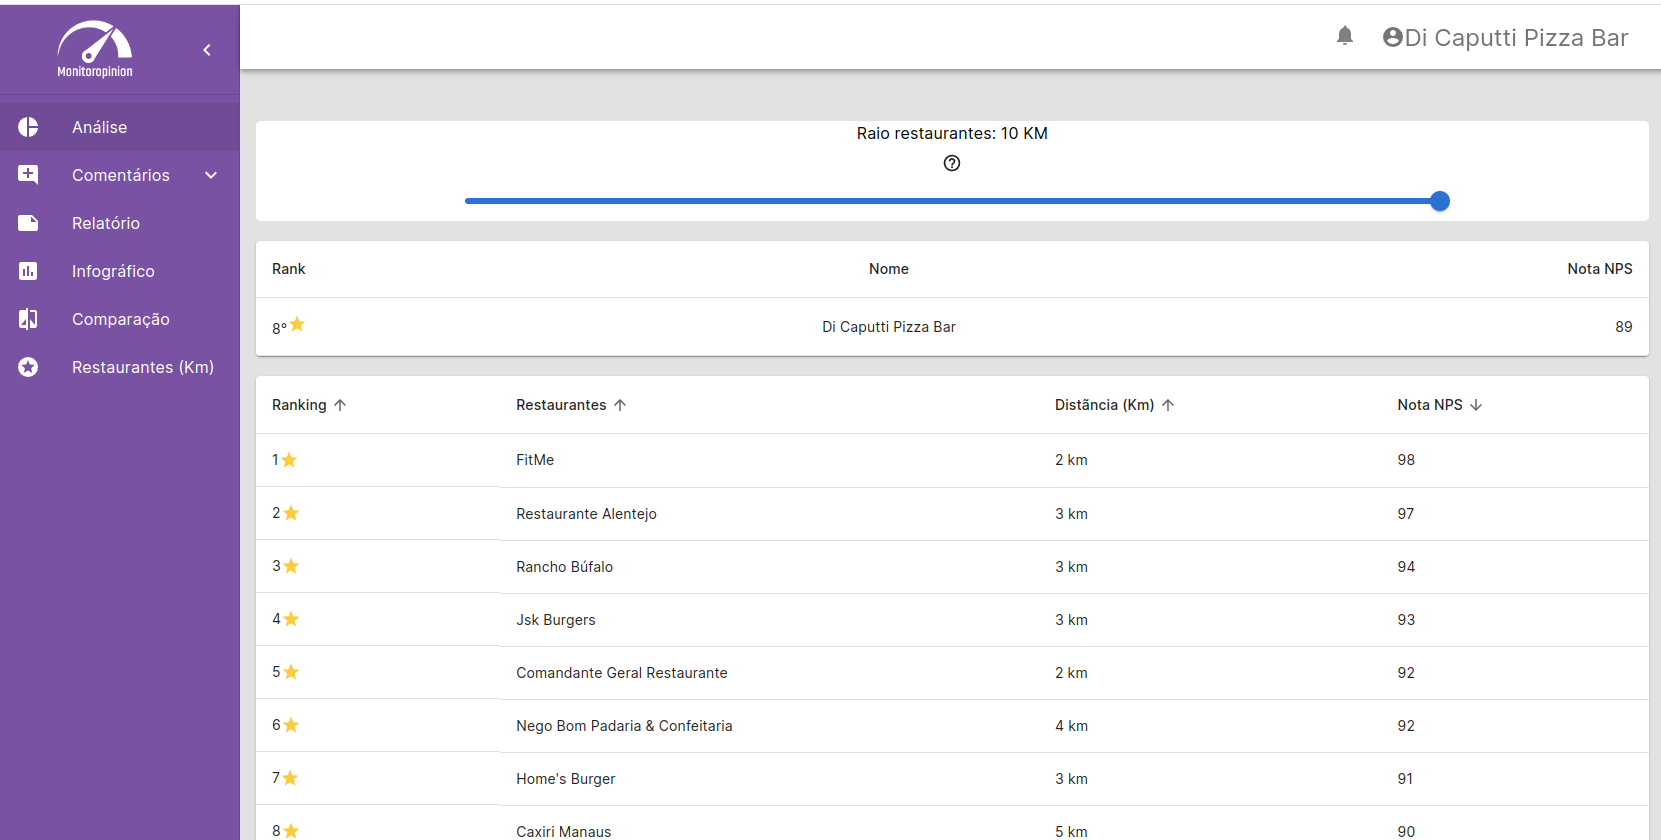 Monitoropinion
Di Caputti Pizza Bar
Análise
Comentários
Relatório
Infográfico
Comparação
Restaurantes (Km)
Raio restaurantes: 10 KM
Rank Nome Nota NPS
8º Di Caputti Pizza Bar 89
Ranking Restaurantes Distãncia (Km) Nota NPS
1 FitMe 2 km 98
2 Restaurante Alentejo 3 km 97
3 Rancho Búfalo 3 km 94
4 Jsk Burgers 3 km 93
5 Comandante Geral Restaurante 2 km 92
6 Nego Bom Padaria & Confeitaria 4 km 92
7 Home's Burger 3 km 91
8 Caxiri Manaus 5 km 90